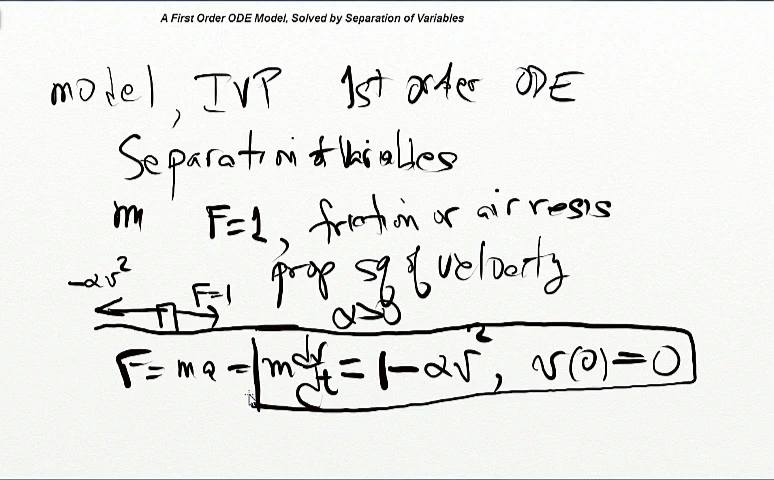 A First Order ODE Model, Solved by Separation of Variables
model, IVP 1st order ODE
Separation of Variables
m F=1, friction or air resis
prop sq of velocity
-αv² F=1 α>0
F = ma = m dv/dt = 1-αv², v(0)=0